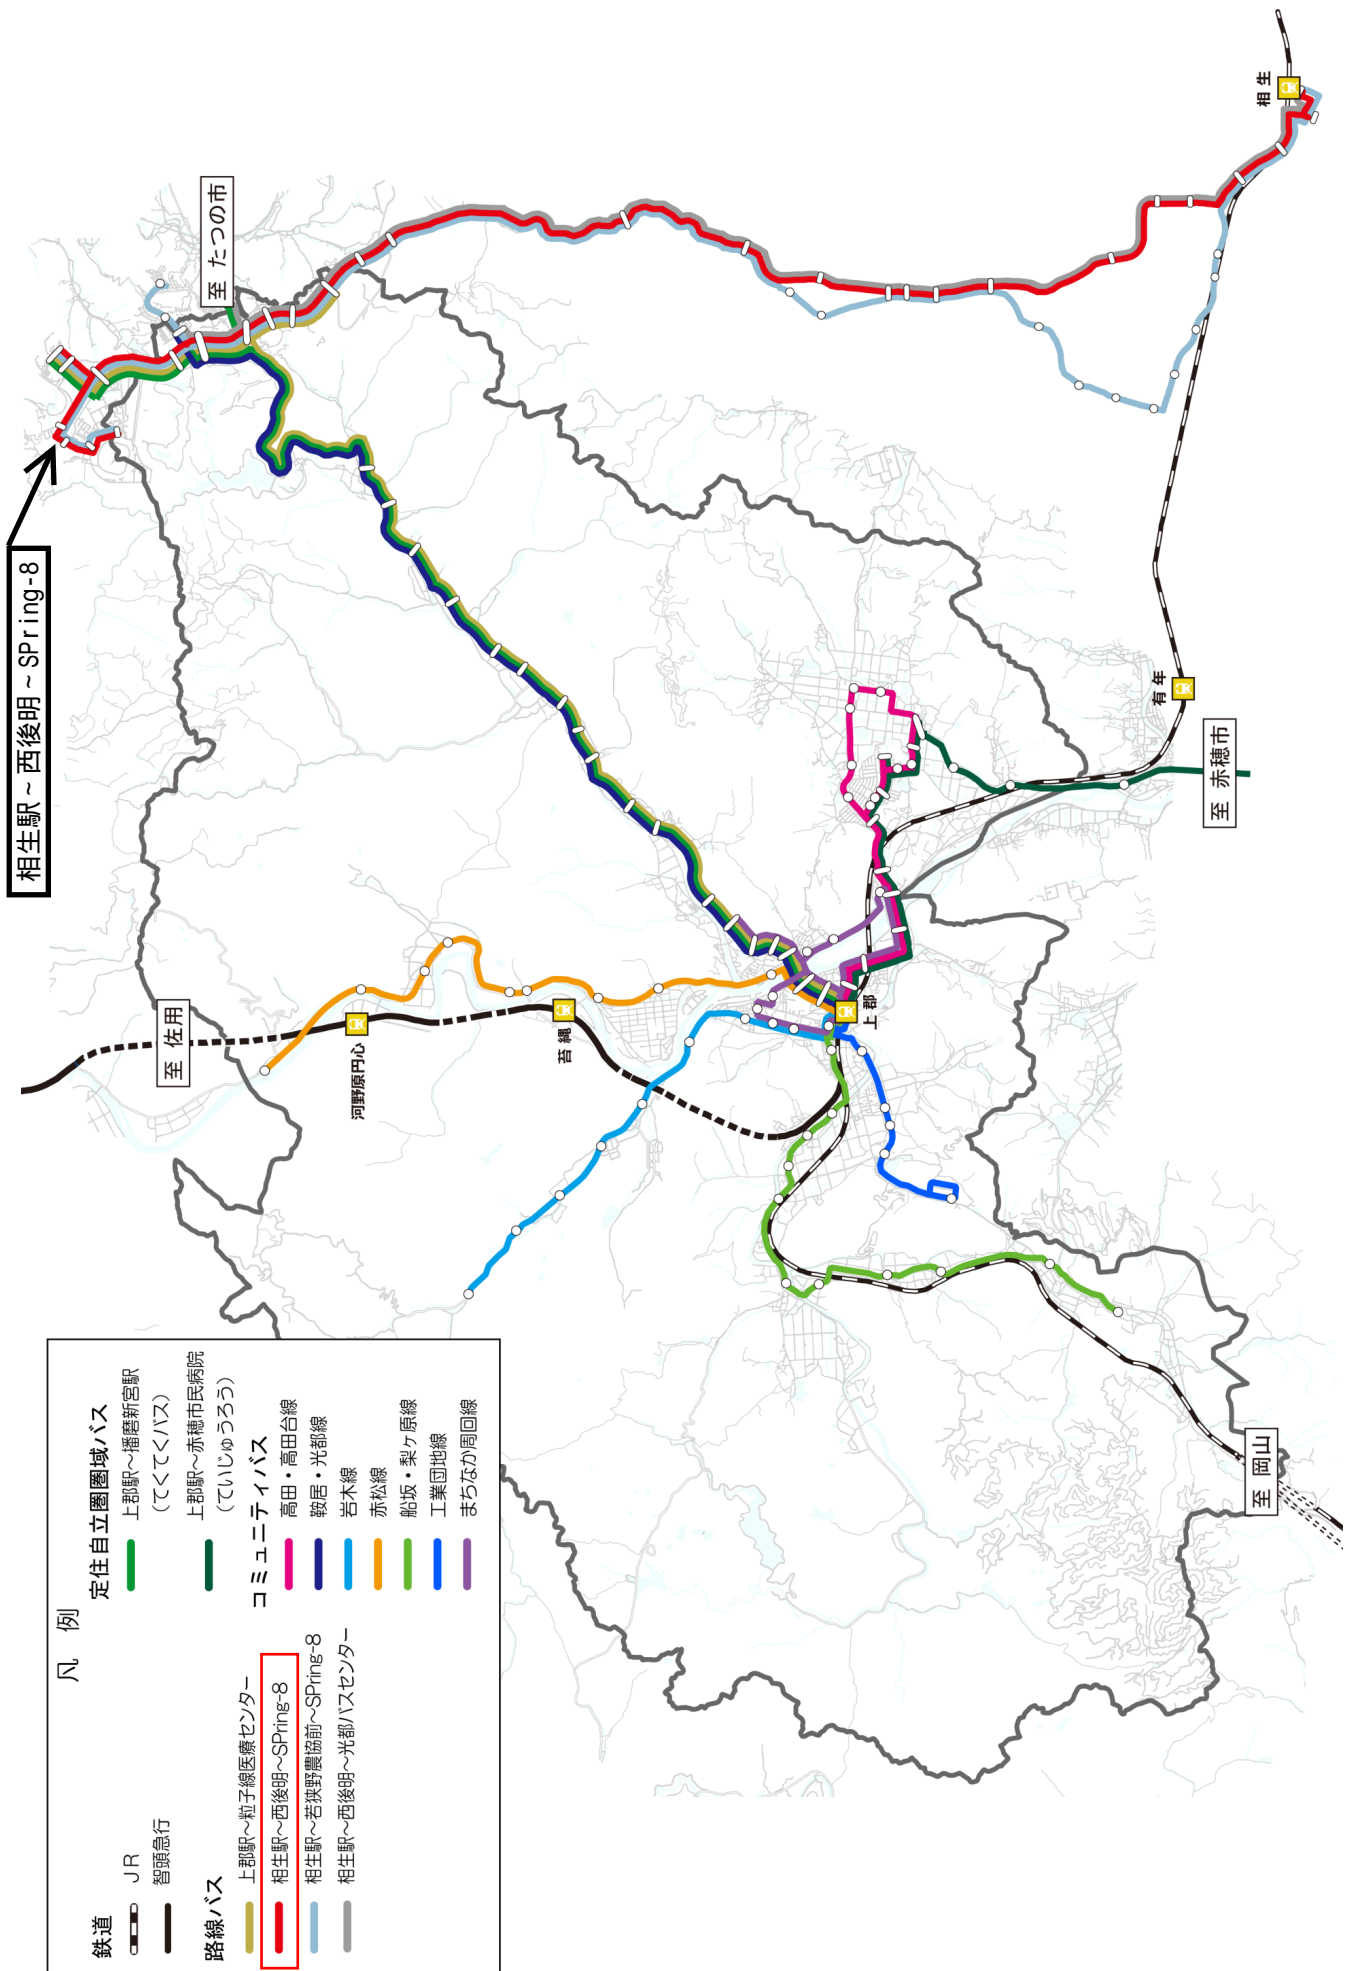 相生駅～西後明～SPring-8
凡 例
鉄道
JR
智頭急行
路線バス
上郡駅～粒子線医療センター
相生駅～西後明～SPring-8
相生駅～若狭野農協前～SPring-8
相生駅～西後明～光都バスセンター
定住自立圏圏域バス
上郡駅～播磨新宮駅
（てくてくバス）
上郡駅～赤穂市民病院
（ていじゅうろう）
コミュニティバス
高田・高田台線
鞍居・光都線
岩木線
赤松線
船坂・梨ヶ原線
工業団地線
まちなか周回線
至 佐用
河野原円心
苔縄
上郡
至 岡山
至 たつの市
至 赤穂市
有年
相生